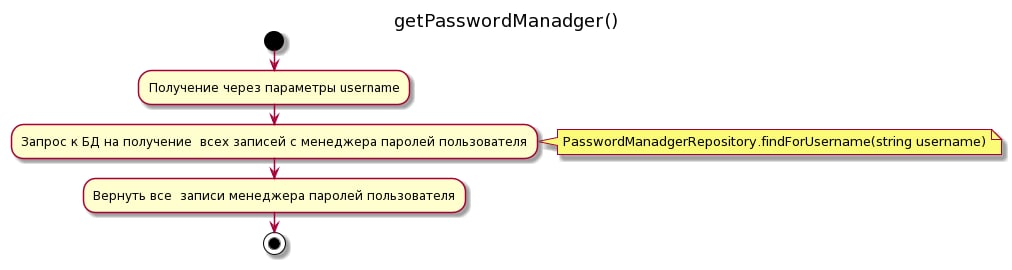 getPasswordManadger()
Получение через параметры username
Запрос к БД на получение  всех записей с менеджера паролей пользователя
PasswordManadgerRepository.findForUsername(string username)
Вернуть все  записи менеджера паролей пользователя